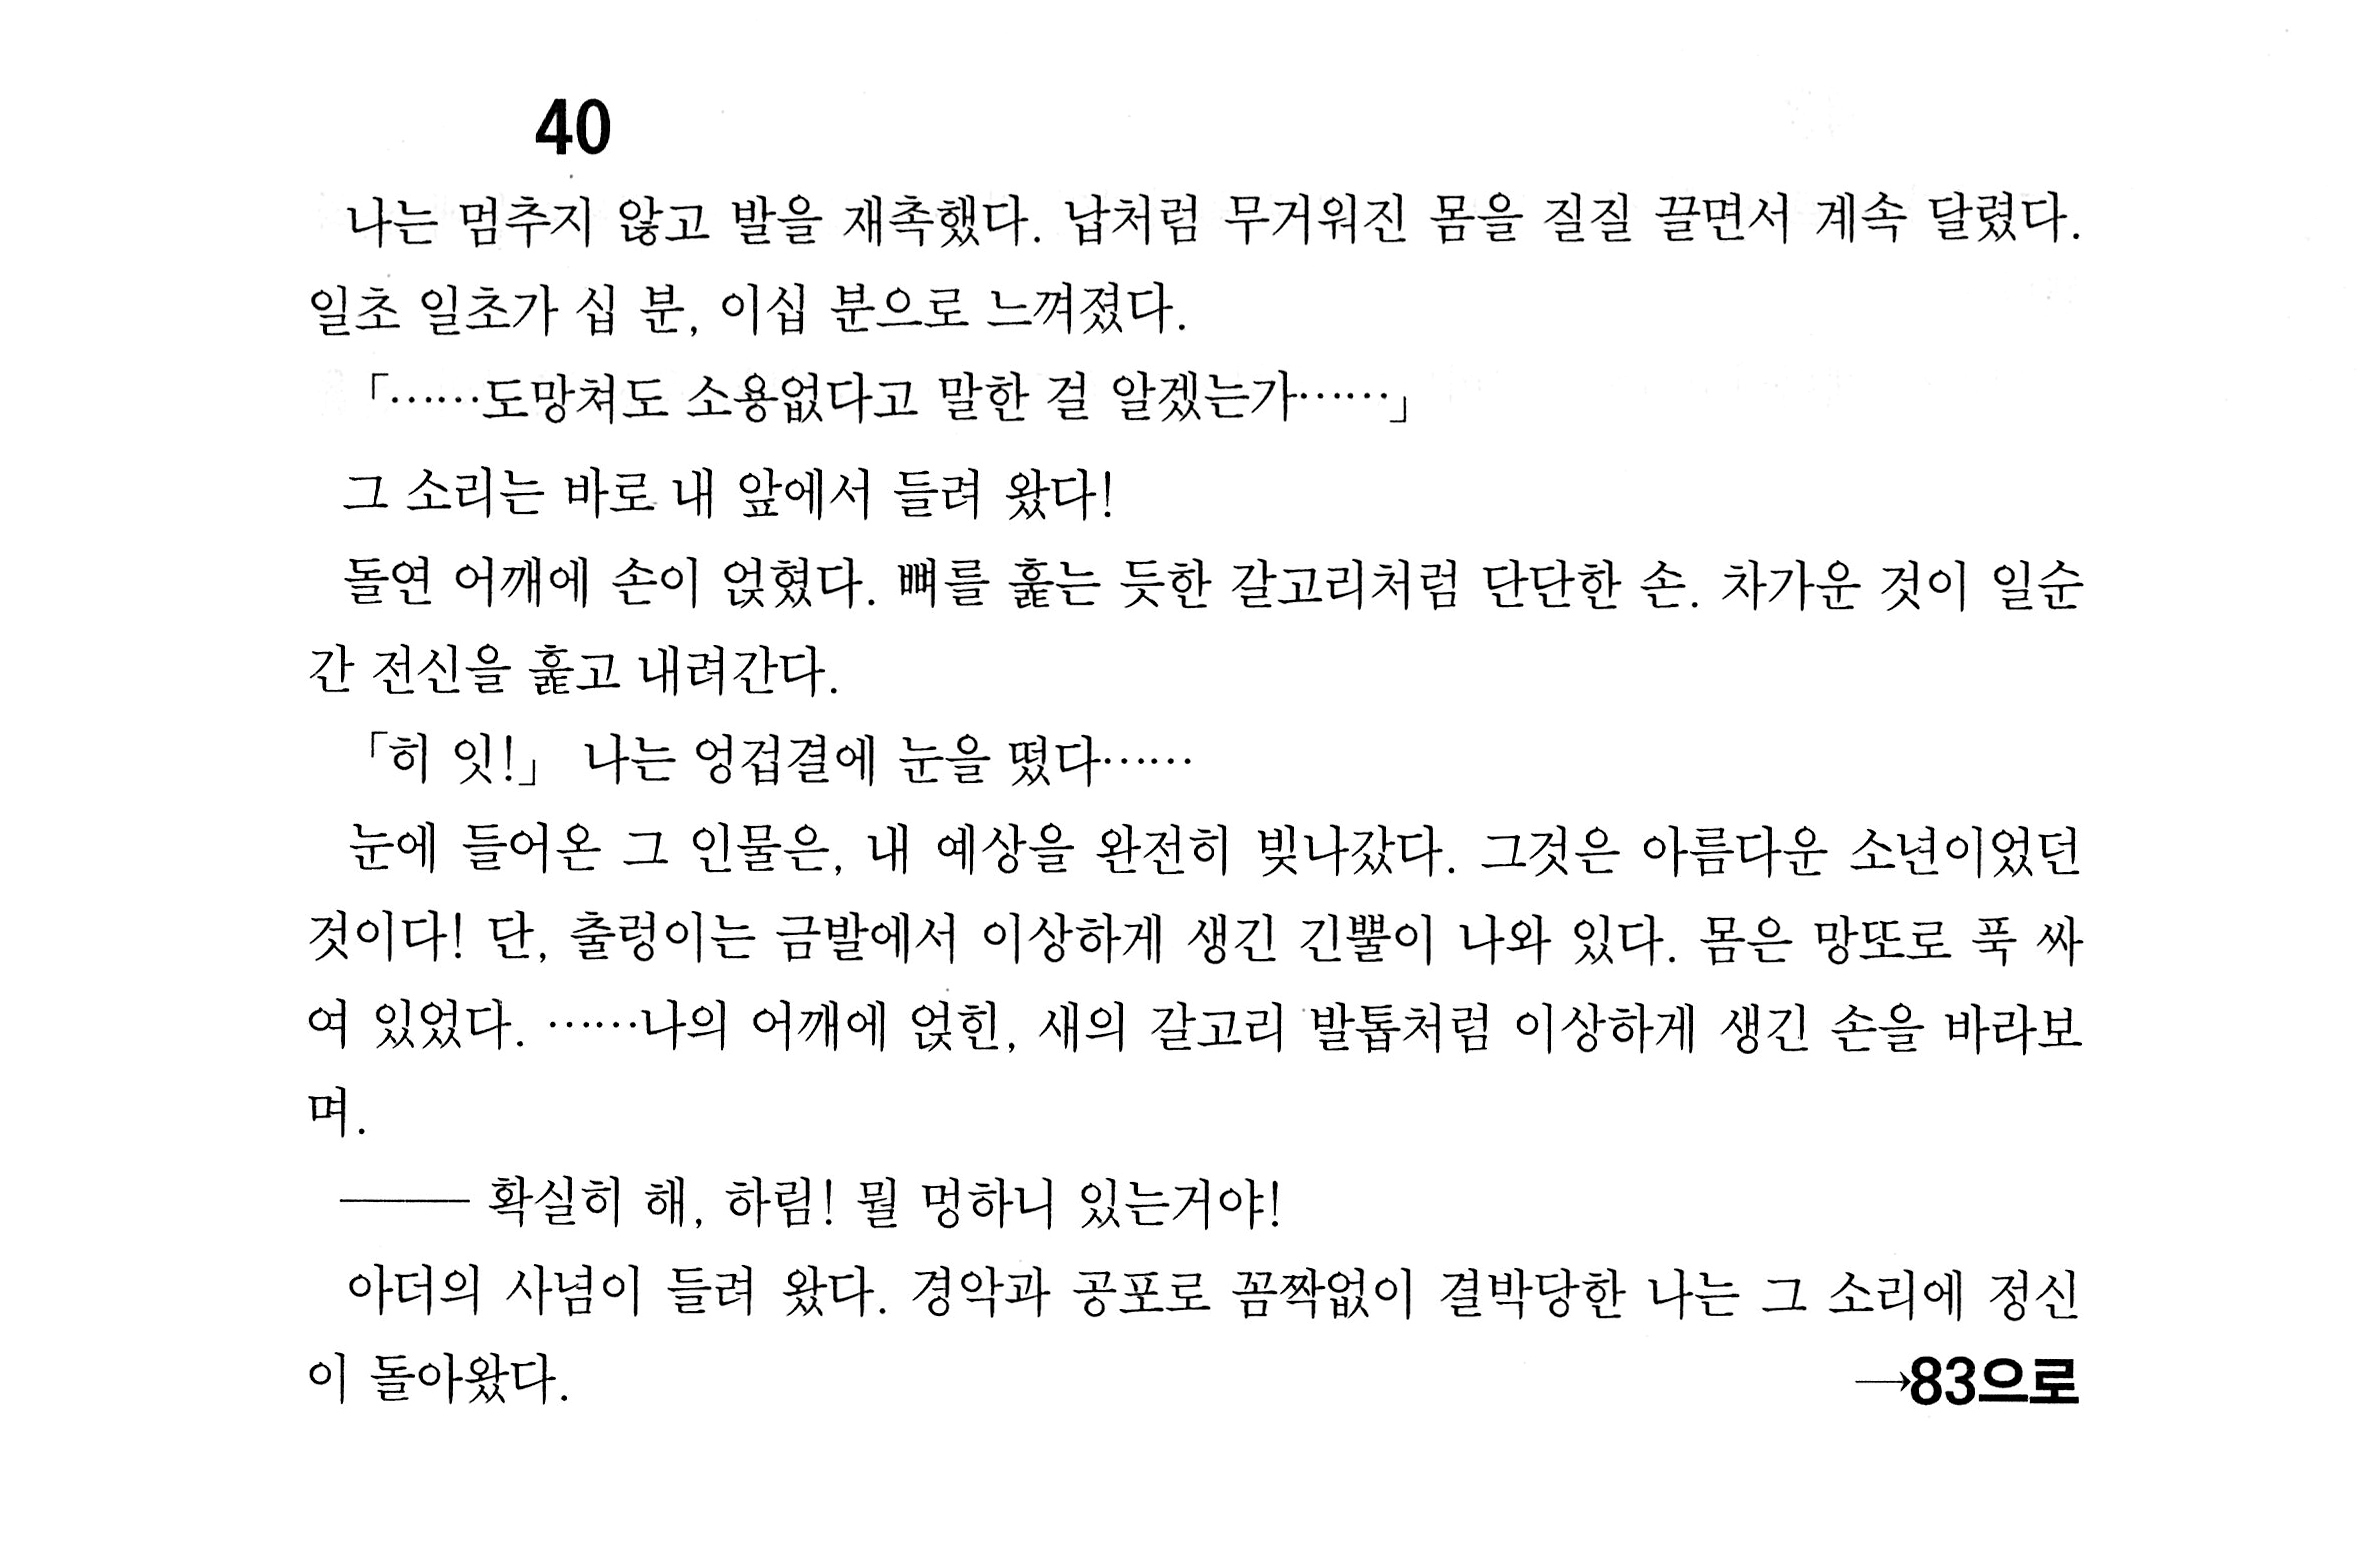 40
나는 멈추지 않고 발을 재촉했다. 납처럼 무거워진 몸을 질질 끌면서 계속 달렸다.
일초 일초가 십 분, 이십 분으로 느껴졌다.
「……도망쳐도 소용없다고 말한 걸 알겠는가……」
그 소리는 바로 내 앞에서 들려 왔다!
돌연 어깨에 손이 얹혔다. 뼈를 훑는 듯한 갈고리처럼 단단한 손. 차가운 것이 일순
간 전신을 훑고 내려간다.
「히 잇!」 나는 엉겁결에 눈을 떴다……
눈에 들어온 그 인물은, 내 예상을 완전히 빚나갔다. 그것은 아름다운 소년이었던
것이다! 단, 출렁이는 금발에서 이상하게 생긴 긴뿔이 나와 있다. 몸은 망또로 푹 싸
여 있었다. ……나의 어깨에 얹힌, 새의 갈고리 발톱처럼 이상하게 생긴 손을 바라보
며.
―― 확실히 해, 하림! 뭘 멍하니 있는거야!
아더의 사념이 들려 왔다. 경악과 공포로 꼼짝없이 결박당한 나는 그 소리에 정신
이 돌아왔다. →83으로